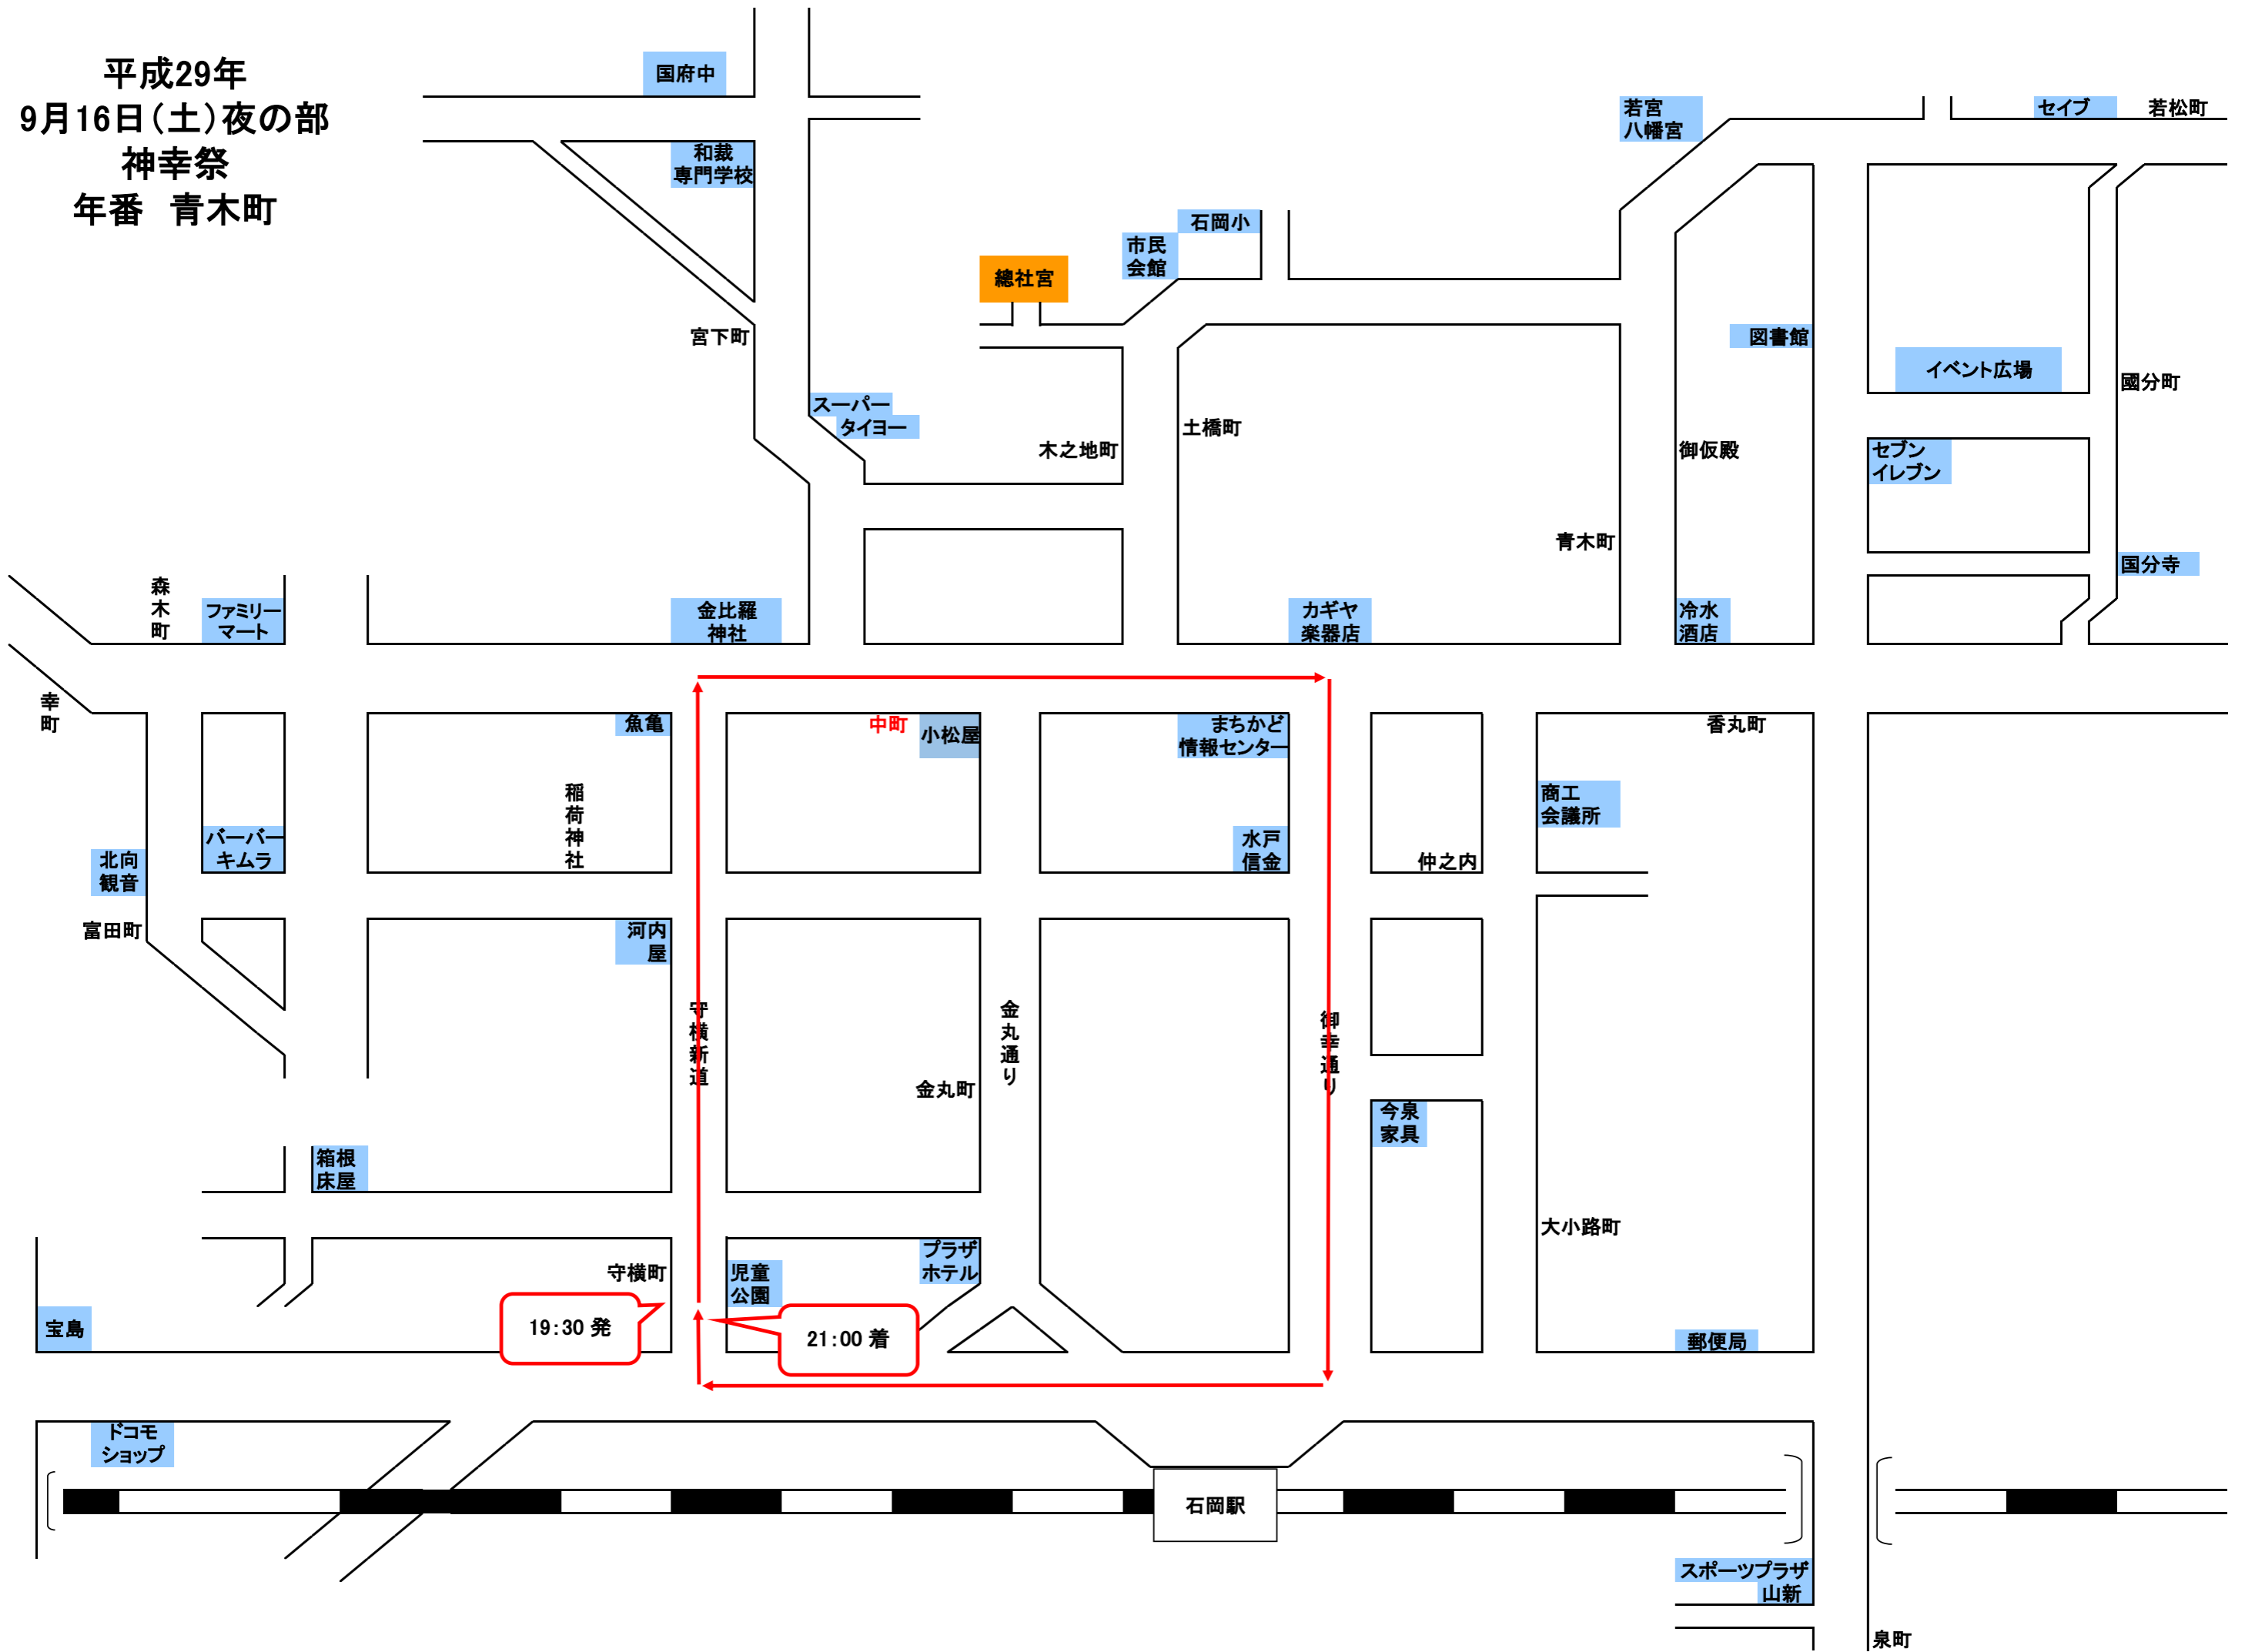 平成29年
9月16日(土)夜の部
神幸祭
年番　青木町
国府中
和裁
専門学校
若宮
八幡宮
セイブ
若松町
石岡小
市民
会館
總社宮
宮下町
図書館
イベント広場
國分町
スーパー
タイヨー
木之地町
土橋町
御仮殿
セブン
イレブン
青木町
国分寺
森木町
ファミリー
マート
金比羅
神社
カギヤ
楽器店
冷水
酒店
幸町
魚亀
中町
小松屋
まちかど
情報センター
香丸町
稲荷神社
商工
会議所
バーバー
キムラ
水戸
信金
仲之内
北向
観音
富田町
河内
屋
守横新道
金丸通り
御幸通り
金丸町
今泉
家具
箱根
床屋
大小路町
プラザ
ホテル
守横町
児童
公園
宝島
19:30 発
21:00 着
郵便局
ドコモ
ショップ
石岡駅
スポーツプラザ
山新
泉町